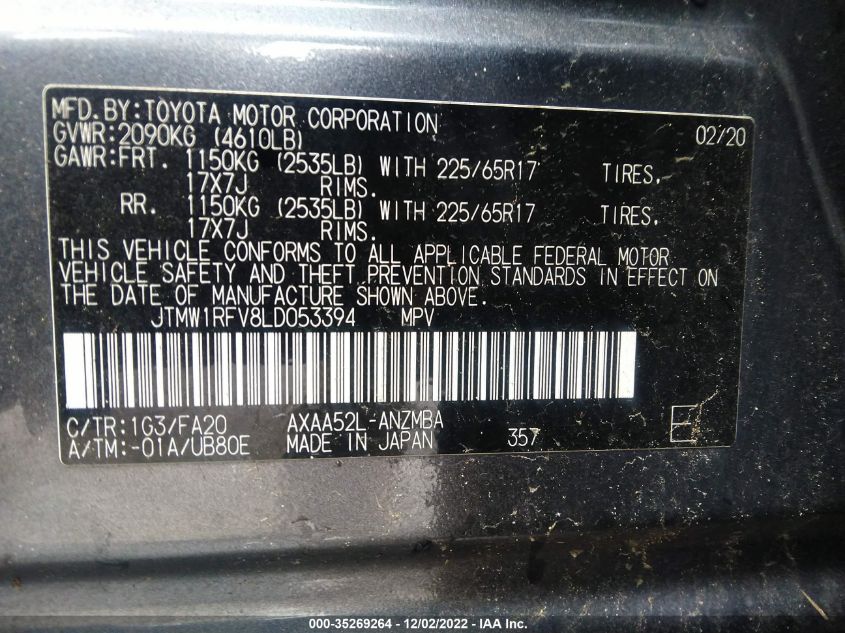 MFD.BY:TOYOTA MOTOR CORPORATION 02/20
GVWR:2090KG (4610LB)
GAWR:FRT. 1150KG (2535LB) WITH 225/65R17 TIRES.
17X7J RIMS.
RR. 1150KG (2535LB) WITH 225/65R17 TIRES.
17X7J RIMS.
THIS VEHICLE CONFORMS TO ALL APPLICABLE FEDERAL MOTOR
VEHICLE SAFETY AND THEFT PREVENTION STANDARDS IN EFFECT ON
THE DATE OF MANUFACTURE SHOWN ABOVE.
JTMW1RFV8LD053394 MPV
C/TR:1G3/FA20 AXAA52L-ANZMBA
A/TM:-01A/UB80E MADE IN JAPAN 357 E
000-35269264 - 12/02/2022 - IAA Inc.